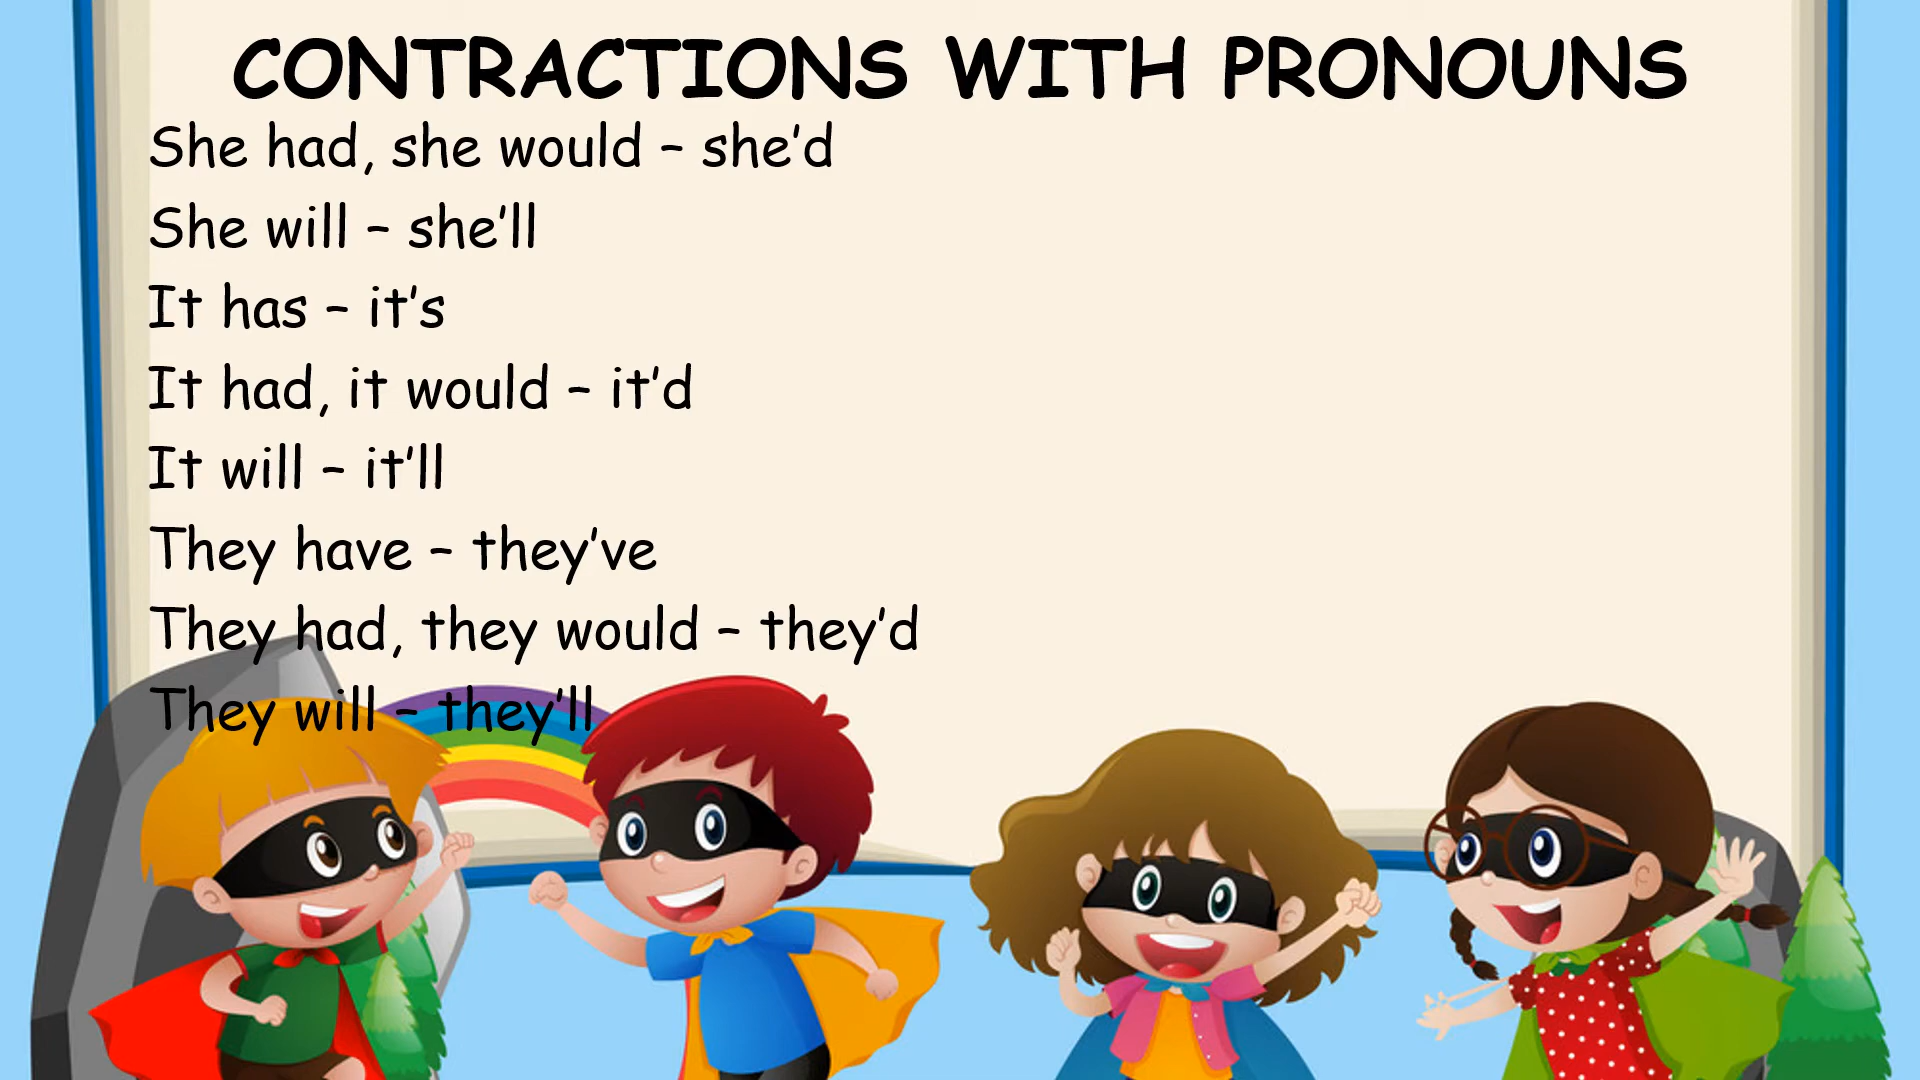 CONTRACTIONS WITH PRONOUNS
She had, she would – she’d
She will – she’ll
It has – it’s
It had, it would – it’d
It will – it’ll
They have – they’ve
They had, they would – they’d
They will – they’ll